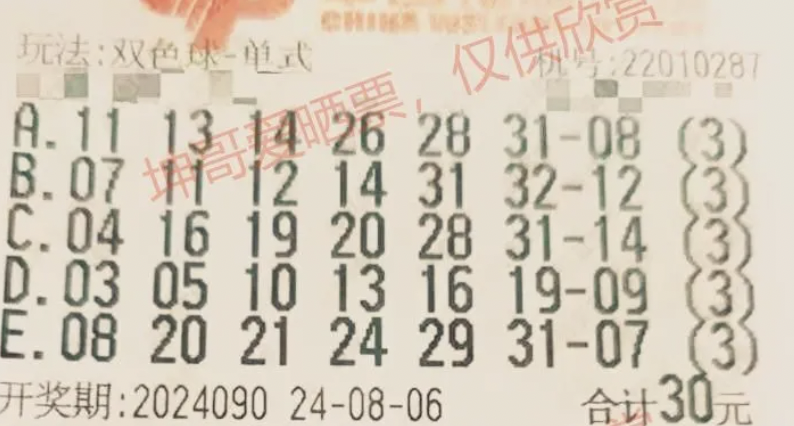 CHINA
玩法:双色球-单式 机号:22010287
坤哥爱晒票，仅供欣赏
A.11 13 14 26 28 31-08 (3)
B.07 11 12 14 31 32-12 (3)
C.04 16 19 20 28 31-14 (3)
D.03 05 10 13 16 19-09 (3)
E.08 20 21 24 29 31-07 (3)
开奖期:2024090 24-08-06 合计30元